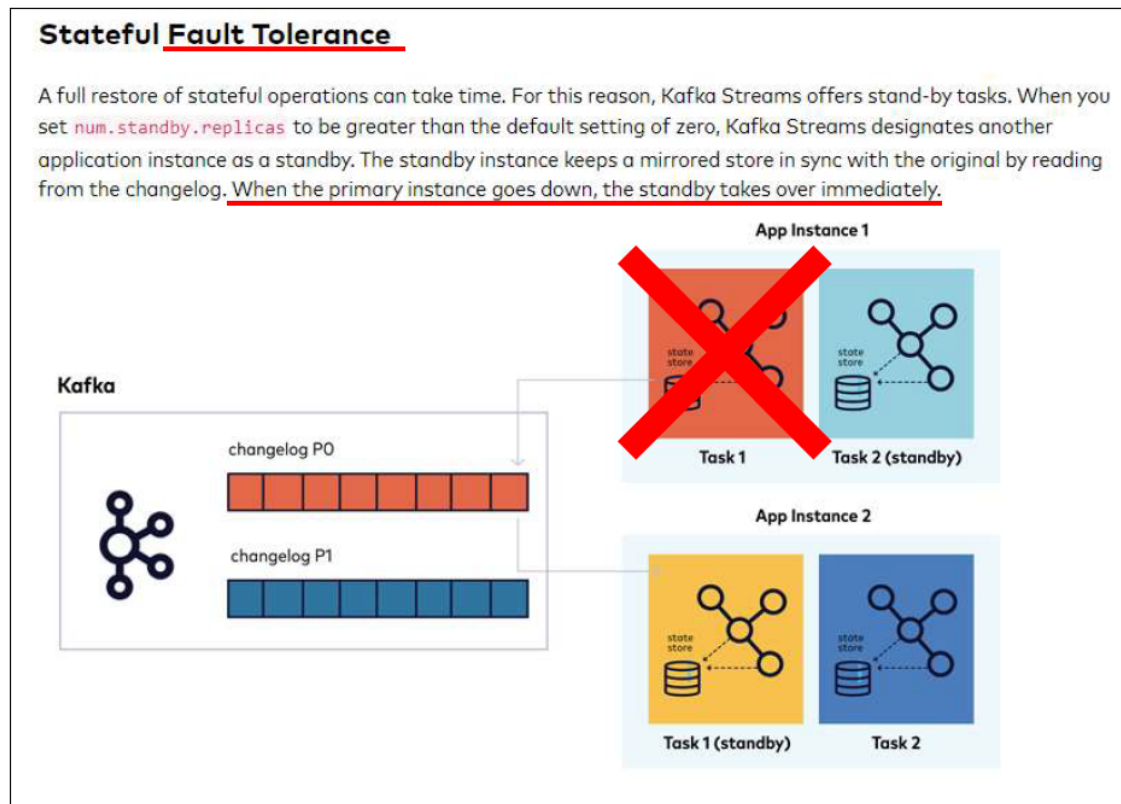 Stateful Fault Tolerance
A full restore of stateful operations can take time. For this reason, Kafka Streams offers stand-by tasks. When you
set num.standby.replicas to be greater than the default setting of zero, Kafka Streams designates another
application instance as a standby. The standby instance keeps a mirrored store in sync with the original by reading
from the changelog. When the primary instance goes down, the standby takes over immediately.
App Instance 1
state
store
state
store
Task 1
Task 2 (standby)
Kafka
changelog P0
changelog P1
App Instance 2
state
store
state
store
Task 1 (standby)
Task 2